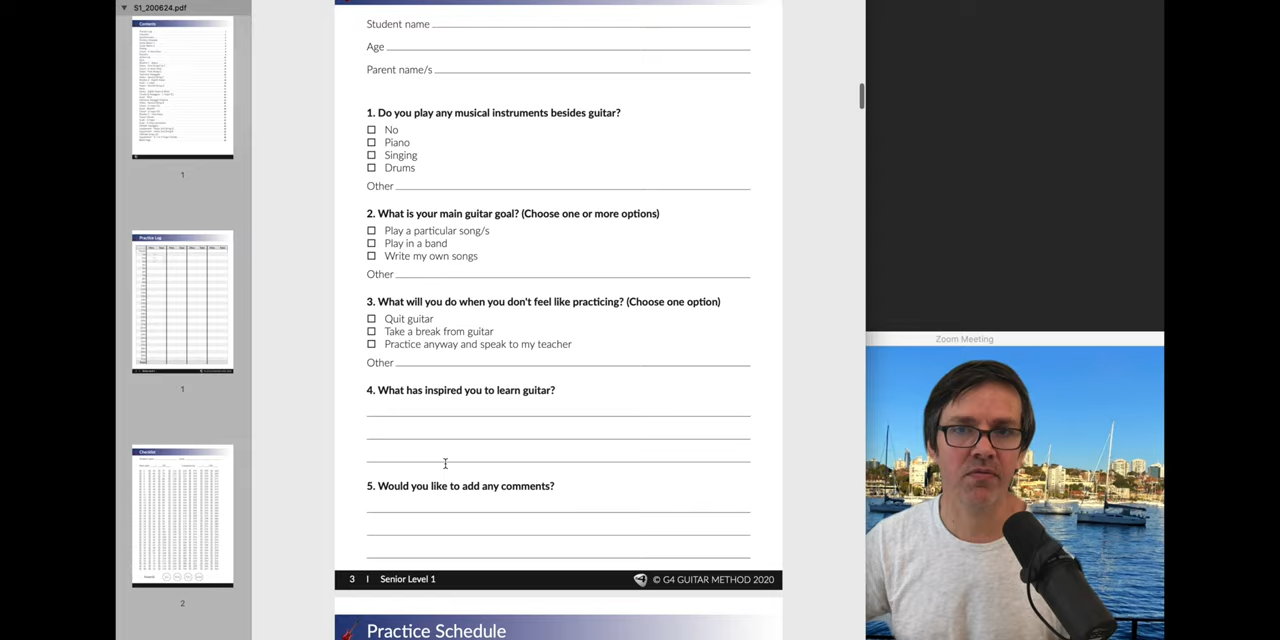 S1_200624.pdf
Contents
1
Practice Log
1
Checklist
2
Student name
Age
Parent name/s
1. Do you play any musical instruments besides guitar?
No
Piano
Singing
Drums
Other
2. What is your main guitar goal? (Choose one or more options)
Play a particular song/s
Play in a band
Write my own songs
Other
3. What will you do when you don't feel like practicing? (Choose one option)
Quit guitar
Take a break from guitar
Practice anyway and speak to my teacher
Other
4. What has inspired you to learn guitar?
5. Would you like to add any comments?
3 | Senior Level 1
© G4 GUITAR METHOD 2020
Practice Schedule
Zoom Meeting